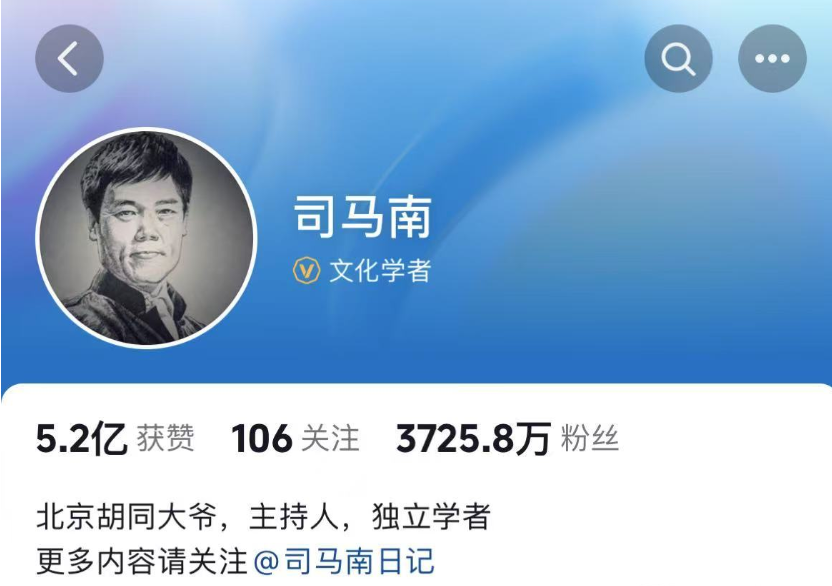 司马南
文化学者
5.2亿 获赞 106 关注 3725.8万 粉丝
北京胡同大爷，主持人，独立学者
更多内容请关注@司马南日记